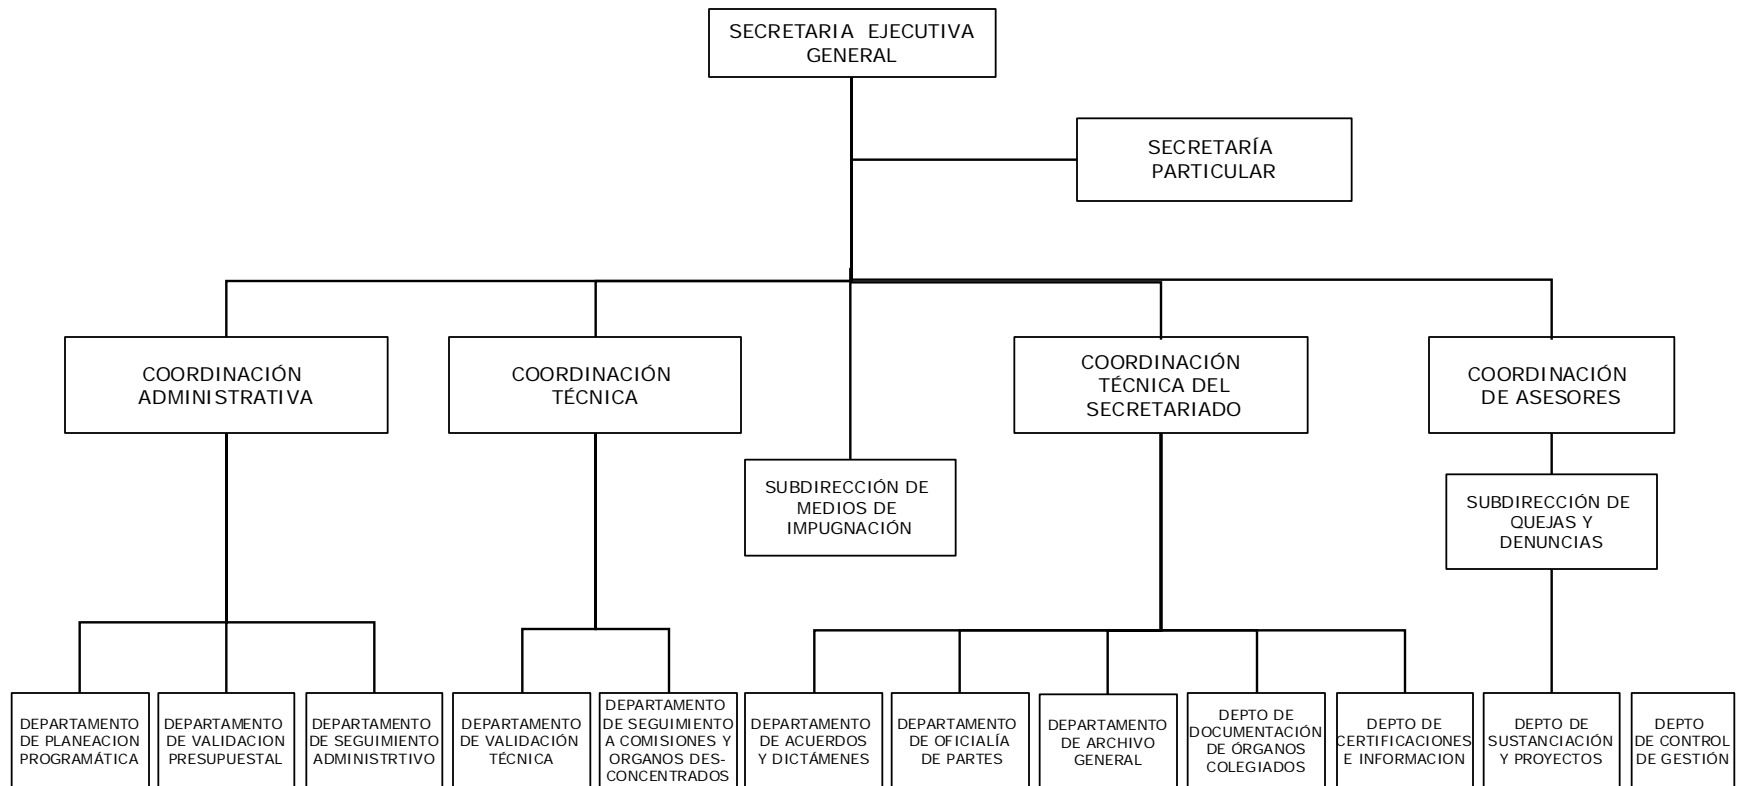 SECRETARIA EJECUTIVA
GENERAL
SECRETARÍA
PARTICULAR
COORDINACIÓN
ADMINISTRATIVA
COORDINACIÓN
TÉCNICA
COORDINACIÓN
TÉCNICA DEL
SECRETARIADO
COORDINACIÓN
DE ASESORES
SUBDIRECCIÓN DE
MEDIOS DE
IMPUGNACIÓN
SUBDIRECCIÓN DE
QUEJAS Y
DENUNCIAS
DEPARTAMENTO
DE PLANEACION
PROGRAMÁTICA
DEPARTAMENTO
DE VALIDACION
PRESUPUESTAL
DEPARTAMENTO
DE SEGUIMIENTO
ADMINISTRTIVO
DEPARTAMENTO
DE VALIDACIÓN
TÉCNICA
DEPARTAMENTO
DE SEGUIMIENTO
A COMISIONES Y
ORGANOS DES-
CONCENTRADOS
DEPARTAMENTO
DE ACUERDOS
Y DICTÁMENES
DEPARTAMENTO
DE OFICIALÍA
DE PARTES
DEPARTAMENTO
DE ARCHIVO
GENERAL
DEPTO DE
DOCUMENTACIÓN
DE ÓRGANOS
COLEGIADOS
DEPTO DE
CERTIFICACIONES
E INFORMACION
DEPTO DE
SUSTANCIACIÓN
Y PROYECTOS
DEPTO
DE CONTROL
DE GESTIÓN